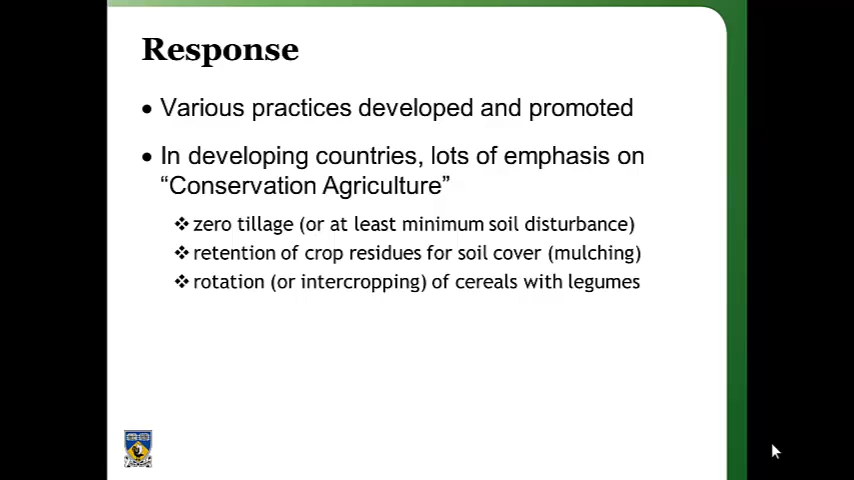 Response
• Various practices developed and promoted
• In developing countries, lots of emphasis on
“Conservation Agriculture”
❖ zero tillage (or at least minimum soil disturbance)
❖ retention of crop residues for soil cover (mulching)
❖ rotation (or intercropping) of cereals with legumes